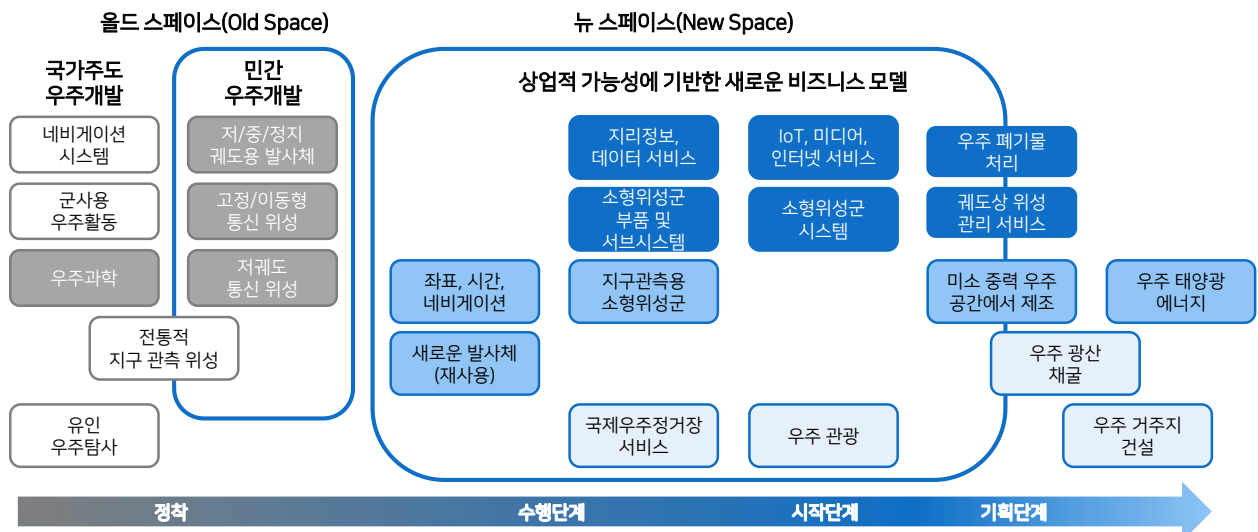 올드 스페이스(Old Space)
뉴 스페이스(New Space)
국가주도
우주개발
민간
우주개발
상업적 가능성에 기반한 새로운 비즈니스 모델
네비게이션
시스템
저/중/정지
궤도용 발사체
지리정보,
데이터 서비스
IoT, 미디어,
인터넷 서비스
우주 폐기물
처리
군사용
우주활동
고정/이동형
통신 위성
소형위성군
부품 및
서브시스템
소형위성군
시스템
궤도상 위성
관리 서비스
우주과학
저궤도
통신 위성
좌표, 시간,
네비게이션
지구관측용
소형위성군
미소 중력 우주
공간에서 제조
우주 태양광
에너지
전통적
지구 관측 위성
새로운 발사체
(재사용)
우주 광산
채굴
유인
우주탐사
국제우주정거장
서비스
우주 관광
우주 거주지
건설
정착
수행단계
시작단계
기획단계